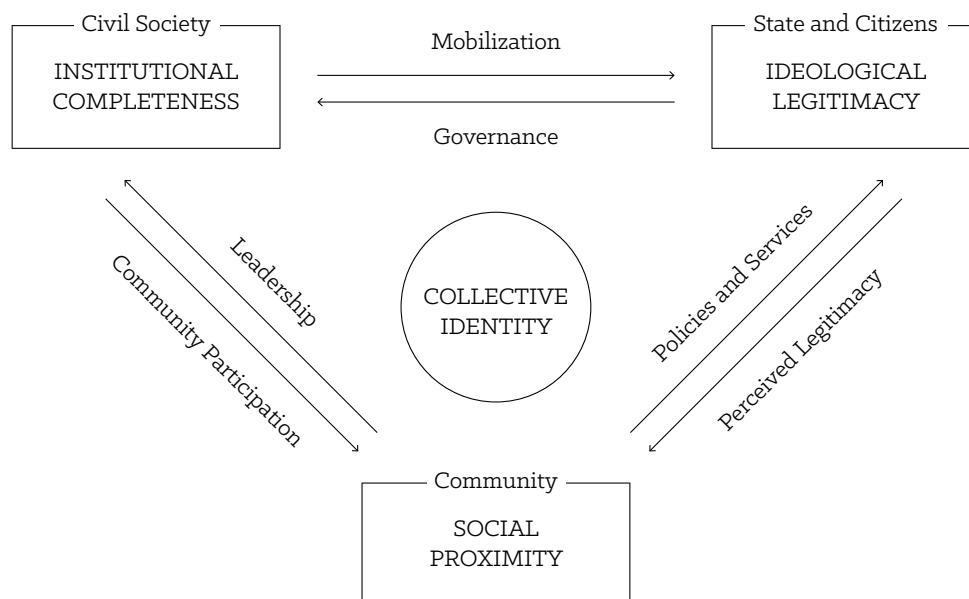 Civil Society
INSTITUTIONAL
COMPLETENESS
Mobilization
Governance
State and Citizens
IDEOLOGICAL
LEGITIMACY
Leadership
Community Participation
COLLECTIVE
IDENTITY
Policies and Services
Perceived Legitimacy
Community
SOCIAL
PROXIMITY